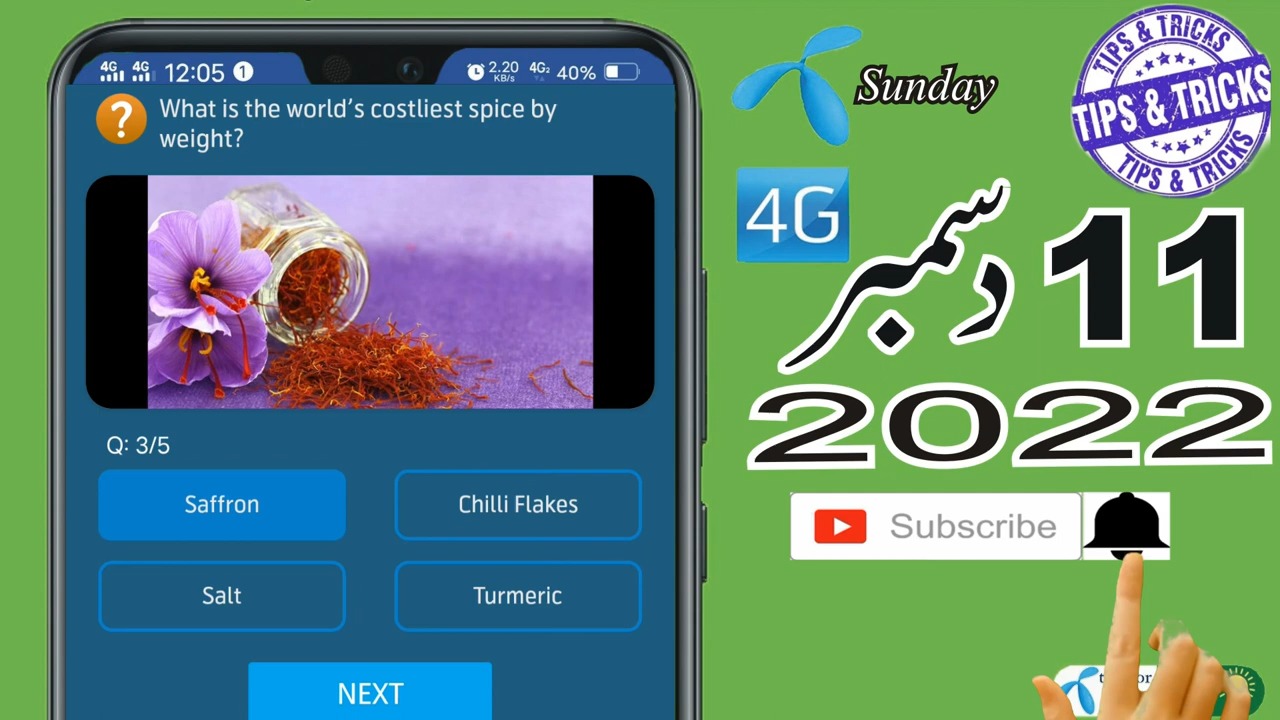 4G 4G 12:05 1 2.20 KB/s 4G2 40%
What is the world's costliest spice by
weight?
Q: 3/5
Saffron
Chilli Flakes
Salt
Turmeric
NEXT
Sunday
TIPS & TRICKS
TIPS & TRICKS
TIPS & TRICKS
4G
11 دسمبر
2022
Subscribe